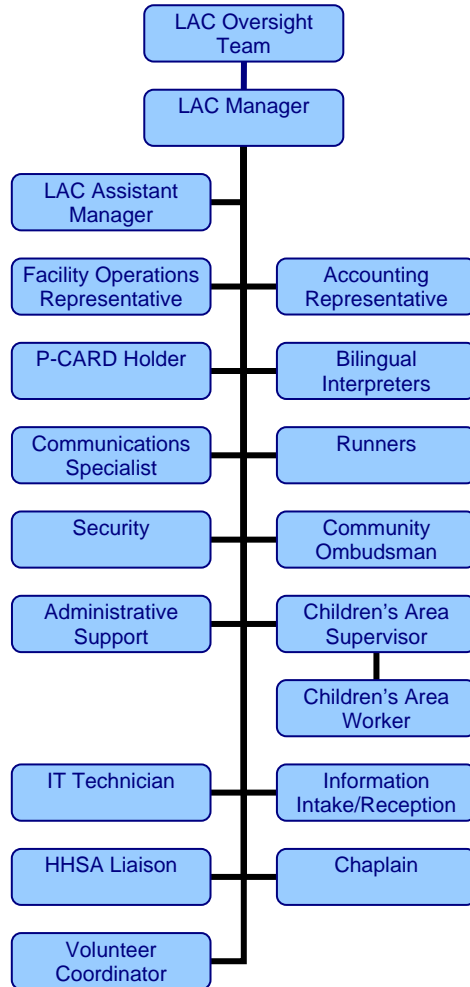 LAC Oversight
Team
LAC Manager
LAC Assistant
Manager
Facility Operations
Representative
Accounting
Representative
P-CARD Holder
Bilingual
Interpreters
Communications
Specialist
Runners
Security
Community
Ombudsman
Administrative
Support
Children’s Area
Supervisor
Children’s Area
Worker
IT Technician
Information
Intake/Reception
HHSA Liaison
Chaplain
Volunteer
Coordinator